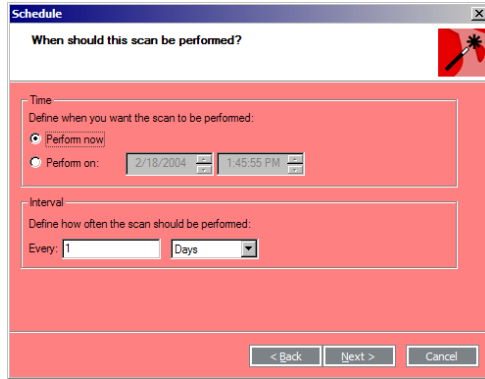 Schedule
When should this scan be performed?
Time
Define when you want the scan to be performed:
Perform now
Perform on: 2/18/2004 1:45:55 PM
Interval
Define how often the scan should be performed:
Every: 1 Days
< Back Next > Cancel